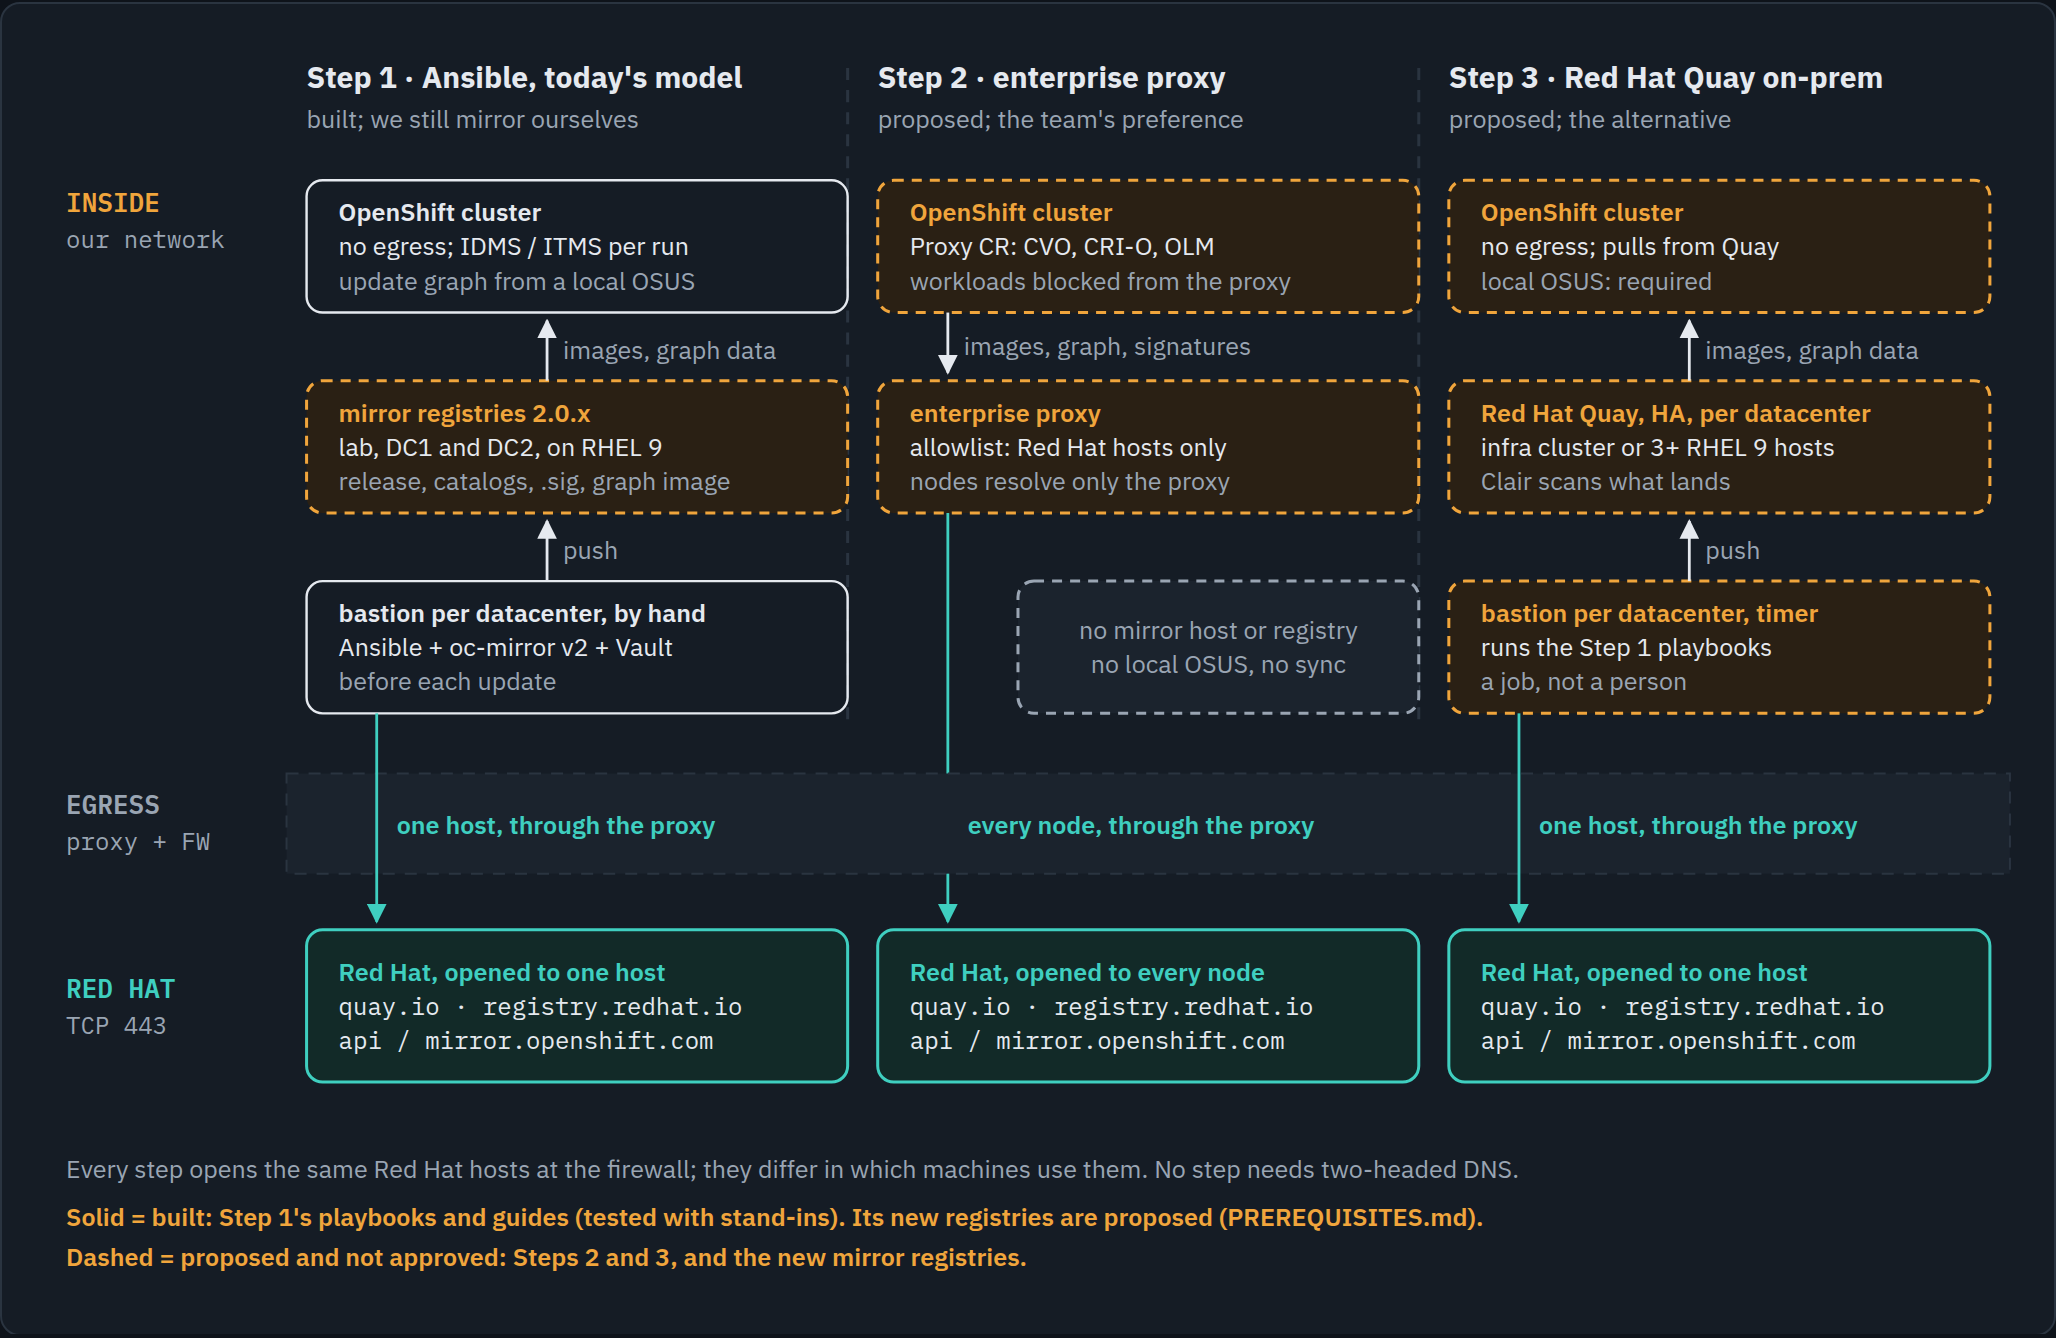 Step 1 · Ansible, today's model
built; we still mirror ourselves
Step 2 · enterprise proxy
proposed; the team's preference
Step 3 · Red Hat Quay on-prem
proposed; the alternative
INSIDE
our network
OpenShift cluster
no egress; IDMS / ITMS per run
update graph from a local OSUS
OpenShift cluster
Proxy CR: CVO, CRI-O, OLM
workloads blocked from the proxy
OpenShift cluster
no egress; pulls from Quay
local OSUS: required
images, graph data
images, graph, signatures
images, graph data
mirror registries 2.0.x
lab, DC1 and DC2, on RHEL 9
release, catalogs, .sig, graph image
enterprise proxy
allowlist: Red Hat hosts only
nodes resolve only the proxy
Red Hat Quay, HA, per datacenter
infra cluster or 3+ RHEL 9 hosts
Clair scans what lands
push
push
bastion per datacenter, by hand
Ansible + oc-mirror v2 + Vault
before each update
no mirror host or registry
no local OSUS, no sync
bastion per datacenter, timer
runs the Step 1 playbooks
a job, not a person
EGRESS
proxy + FW
one host, through the proxy
every node, through the proxy
one host, through the proxy
RED HAT
TCP 443
Red Hat, opened to one host
quay.io · registry.redhat.io
api / mirror.openshift.com
Red Hat, opened to every node
quay.io · registry.redhat.io
api / mirror.openshift.com
Red Hat, opened to one host
quay.io · registry.redhat.io
api / mirror.openshift.com
Every step opens the same Red Hat hosts at the firewall; they differ in which machines use them. No step needs two-headed DNS.
Solid = built: Step 1's playbooks and guides (tested with stand-ins). Its new registries are proposed (PREREQUISITES.md).
Dashed = proposed and not approved: Steps 2 and 3, and the new mirror registries.